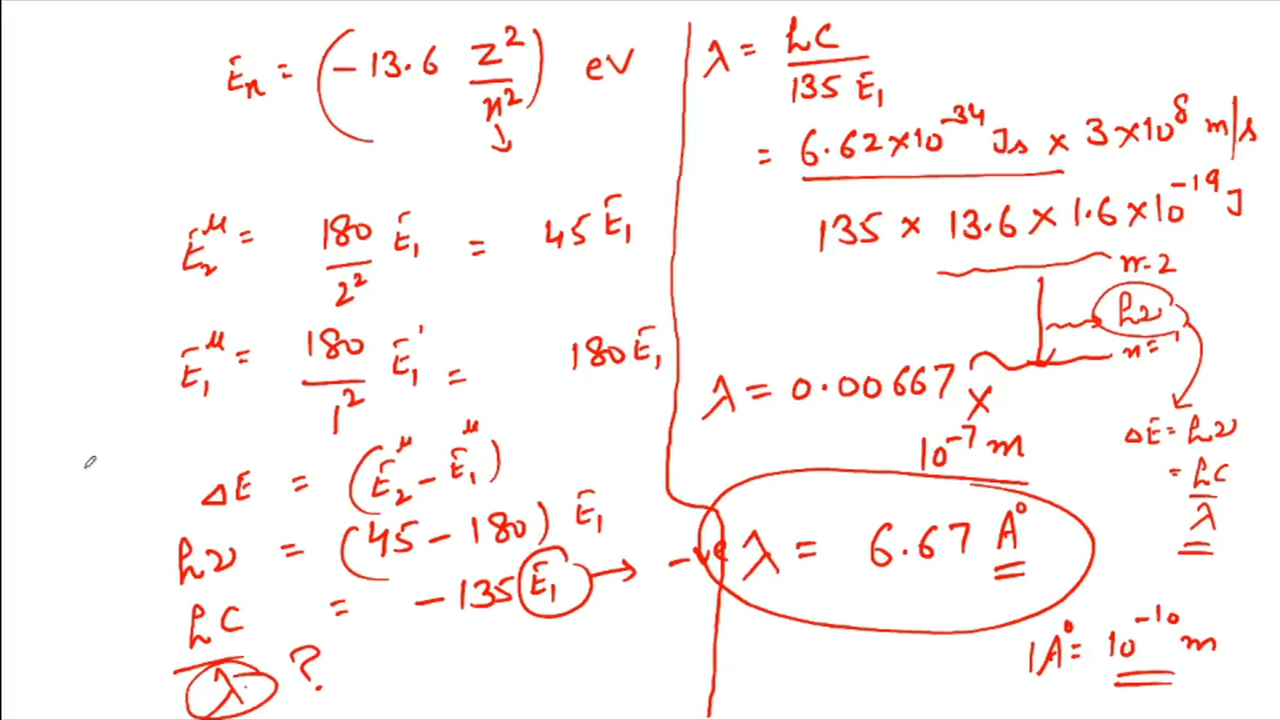 Eₙ = (-13.6 Z²/n²) eV
E₂^μ = 180/2² E₁ = 45 E₁
E₁^μ = 180/1² E₁' = 180 E₁
ΔE = (E₂^μ - E₁^μ)
hν = (45 - 180) E₁
hc/λ = -135 E₁ → -ve
?
λ = hC/135 E₁
= 6.62×10⁻³⁴ Js × 3×10⁸ m/s
135 × 13.6 × 1.6×10⁻¹⁹ J
n-2
hν
n=1
λ = 0.00667 ×
10⁻⁷ m
ΔE = hν
= hc/λ
λ = 6.67 A°
1A° = 10⁻¹⁰ m